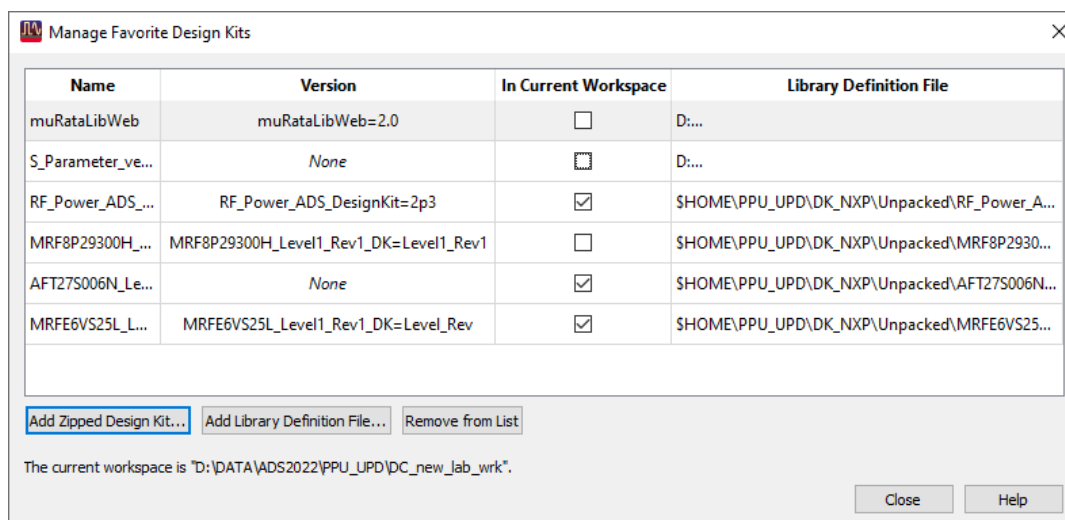 Manage Favorite Design Kits
Name Version In Current Workspace Library Definition File
muRataLibWeb muRataLibWeb=2.0 D:...
S_Parameter_ve... None D:...
RF_Power_ADS_... RF_Power_ADS_DesignKit=2p3 $HOME\PPU_UPD\DK_NXP\Unpacked\RF_Power_A...
MRF8P29300H_... MRF8P29300H_Level1_Rev1_DK=Level1_Rev1 $HOME\PPU_UPD\DK_NXP\Unpacked\MRF8P2930...
AFT27S006N_Le... None $HOME\PPU_UPD\DK_NXP\Unpacked\AFT27S006N...
MRFE6VS25L_L... MRFE6VS25L_Level1_Rev1_DK=Level_Rev $HOME\PPU_UPD\DK_NXP\Unpacked\MRFE6VS25...
Add Zipped Design Kit... Add Library Definition File... Remove from List
The current workspace is "D:\DATA\ADS2022\PPU_UPD\DC_new_lab_wrk".
Close Help